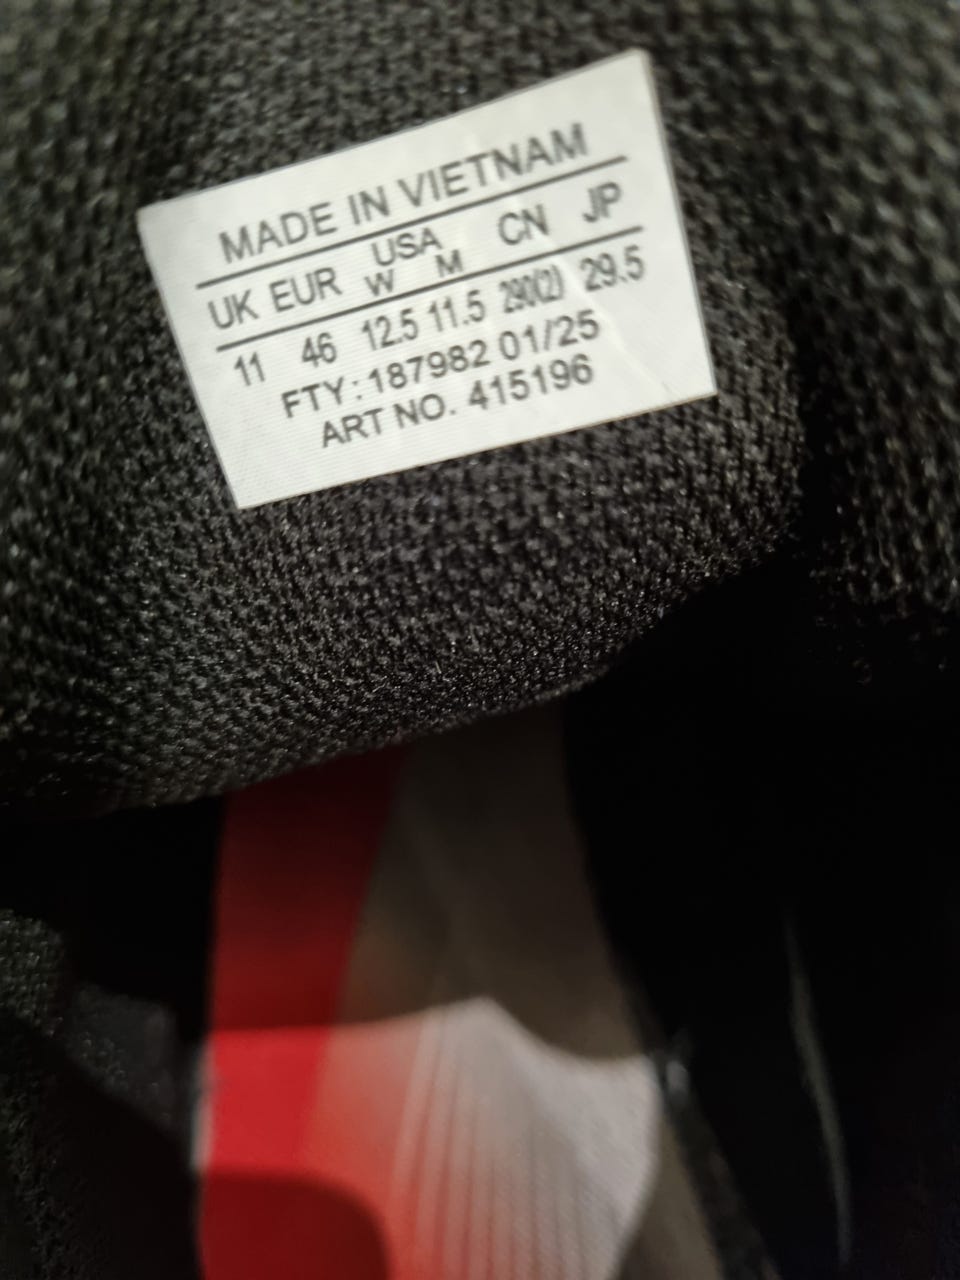 MADE IN VIETNAM
UK EUR USA CN JP
W M
11 46 12.5 11.5 290(2) 29.5
FTY: 187982 01/25
ART NO. 415196